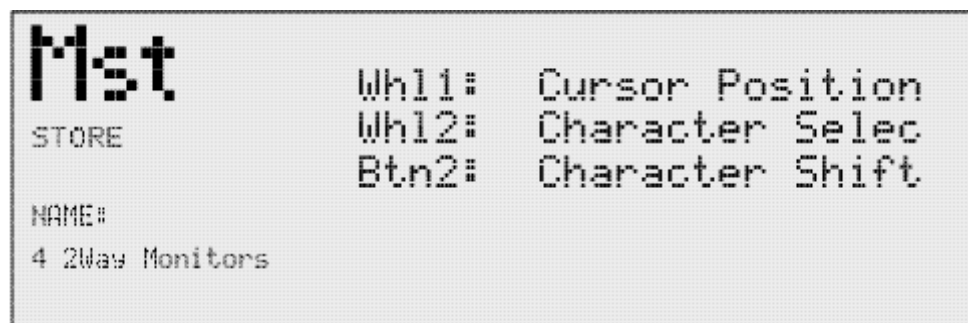 Mst
STORE
Whl1: Cursor Position
Whl2: Character Selec
Btn2: Character Shift
NAME:
4 2Way Monitors